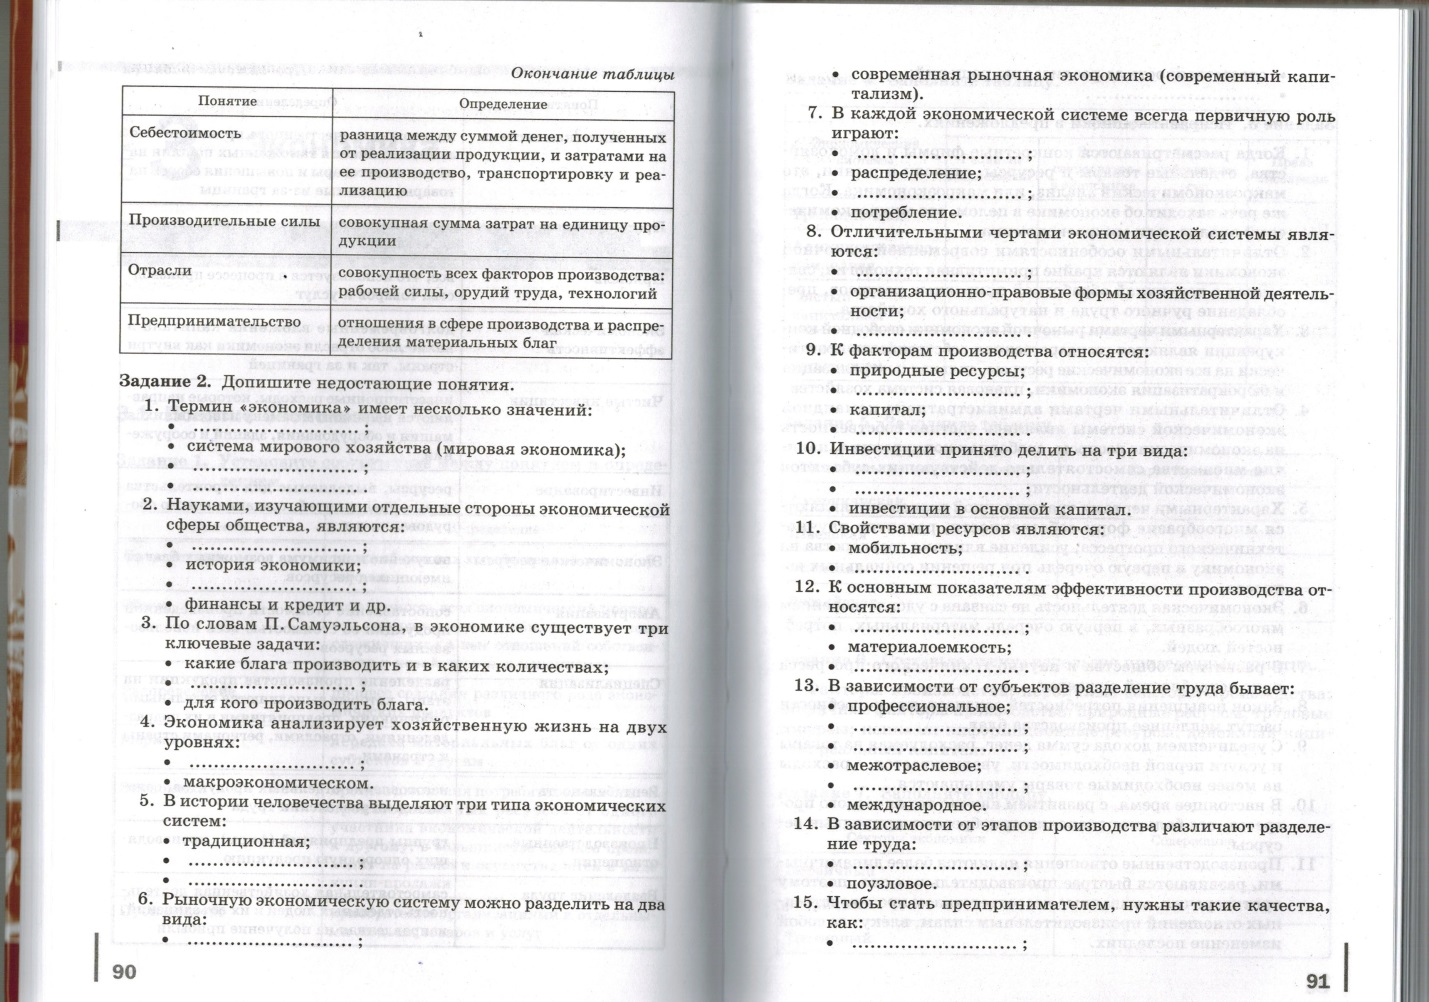 Окончание таблицы
Понятие
Определение
Себестоимость
разница между суммой денег, полученных
от реализации продукции, и затратами на
ее производство, транспортировку и реа-
лизацию
Производительные силы
совокупная сумма затрат на единицу про-
дукции
Отрасли
совокупность всех факторов производства:
рабочей силы, орудий труда, технологий
Предпринимательство
отношения в сфере производства и распре-
деления материальных благ
Задание 2. Допишите недостающие понятия.
1. Термин «экономика» имеет несколько значений:
• .............................. ;
• система мирового хозяйства (мировая экономика);
• .............................. ;
• .............................. .
2. Науками, изучающими отдельные стороны экономической
сферы общества, являются:
• .............................. ;
• история экономики;
• .............................. ;
• финансы и кредит и др.
3. По словам П. Самуэльсона, в экономике существует три
ключевые задачи:
• какие блага производить и в каких количествах;
• .............................. ;
• для кого производить блага.
4. Экономика анализирует хозяйственную жизнь на двух
уровнях:
• .............................. ;
• макроэкономическом.
5. В истории человечества выделяют три типа экономических
систем:
• традиционная;
• .............................. ;
• .............................. .
6. Рыночную экономическую систему можно разделить на два
вида:
• .............................. ;
90
• современная рыночная экономика (современный капи-
тализм).
7. В каждой экономической системе всегда первичную роль
играют:
• .............................. ;
• распределение;
• .............................. ;
• потребление.
8. Отличительными чертами экономической системы явля-
ются:
• .............................. ;
• организационно-правовые формы хозяйственной деятель-
ности;
• .............................. .
9. К факторам производства относятся:
• природные ресурсы;
• .............................. ;
• капитал;
• .............................. .
10. Инвестиции принято делить на три вида:
• .............................. ;
• .............................. ;
• инвестиции в основной капитал.
11. Свойствами ресурсов являются:
• мобильность;
• .............................. .
12. К основным показателям эффективности производства от-
носятся:
• .............................. ;
• материалоемкость;
• .............................. .
13. В зависимости от субъектов разделение труда бывает:
• профессиональное;
• .............................. ;
• .............................. ;
• межотраслевое;
• .............................. ;
• международное.
14. В зависимости от этапов производства различают разделе-
ние труда:
• .............................. ;
• поузловое.
15. Чтобы стать предпринимателем, нужны такие качества,
как:
• .............................. ;
91